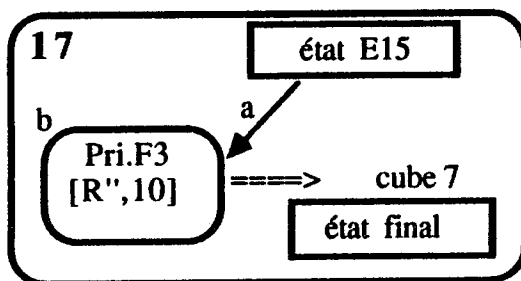 17
état E15
a
b
Pri.F3
[R",10]
====> cube 7
état final